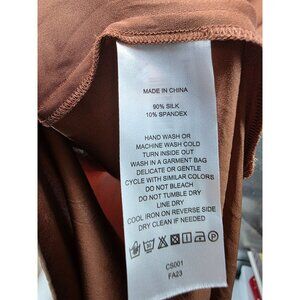 MADE IN CHINA
90% SILK
10% SPANDEX
HAND WASH OR
MACHINE WASH COLD
TURN INSIDE OUT
WASH IN A GARMENT BAG
DELICATE OR GENTLE
CYCLE WITH SIMILAR COLORS
DO NOT BLEACH
DO NOT TUMBLE DRY
LINE DRY
COOL IRON ON REVERSE SIDE
DRY CLEAN IF NEEDED
CS001
FA23